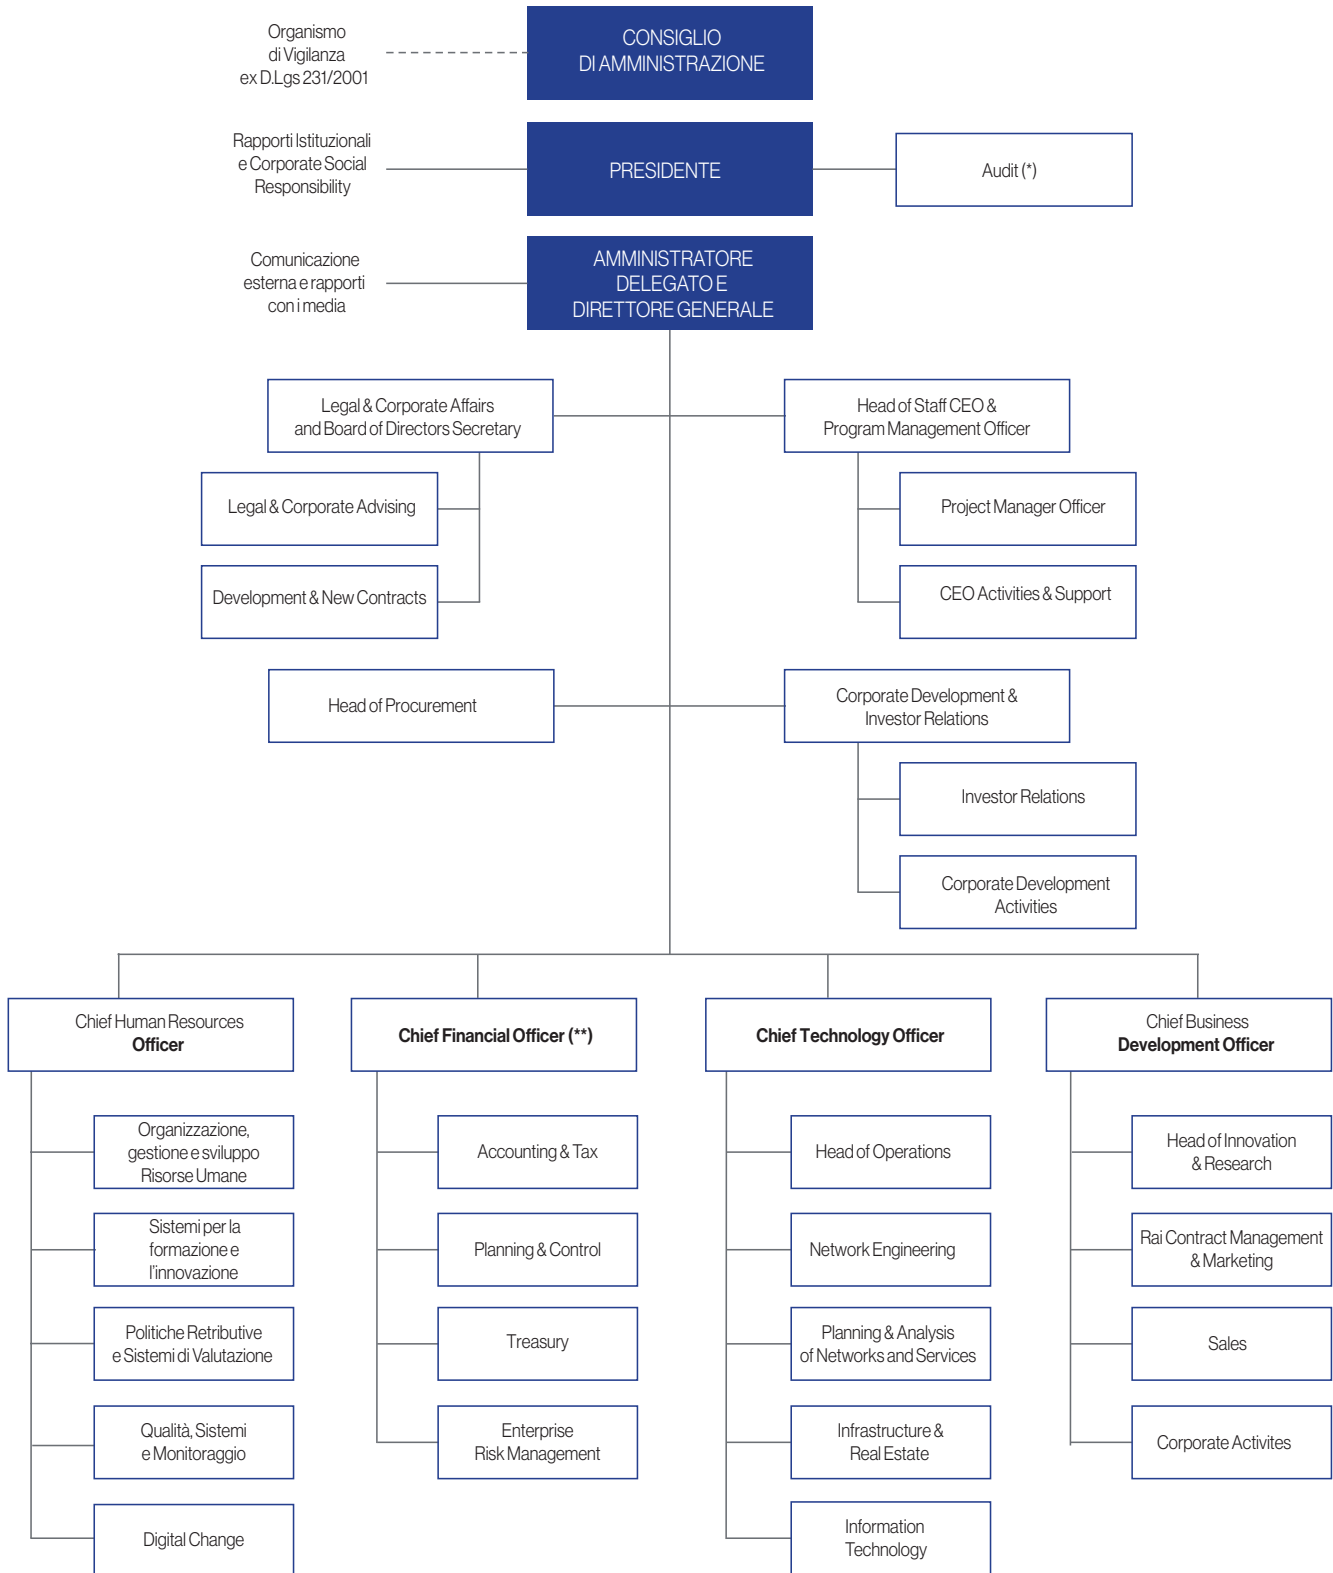 Organismo
di Vigilanza
ex D.Lgs 231/2001
CONSIGLIO
DI AMMINISTRAZIONE
Rapporti Istituzionali
e Corporate Social
Responsibility
PRESIDENTE
Audit (*)
Comunicazione
esterna e rapporti
con i media
AMMINISTRATORE
DELEGATO E
DIRETTORE GENERALE
Legal & Corporate Affairs
and Board of Directors Secretary
Head of Staff CEO &
Program Management Officer
Legal & Corporate Advising
Project Manager Officer
Development & New Contracts
CEO Activities & Support
Head of Procurement
Corporate Development &
Investor Relations
Investor Relations
Corporate Development
Activities
Chief Human Resources
Officer
Chief Financial Officer (**)
Chief Technology Officer
Chief Business
Development Officer
Organizzazione,
gestione e sviluppo
Risorse Umane
Accounting & Tax
Head of Operations
Head of Innovation
& Research
Sistemi per la
formazione e
l'innovazione
Planning & Control
Network Engineering
Rai Contract Management
& Marketing
Politiche Retributive
e Sistemi di Valutazione
Treasury
Planning & Analysis
of Networks and Services
Sales
Qualità, Sistemi
e Monitoraggio
Enterprise
Risk Management
Infrastructure &
Real Estate
Corporate Activites
Digital Change
Information
Technology